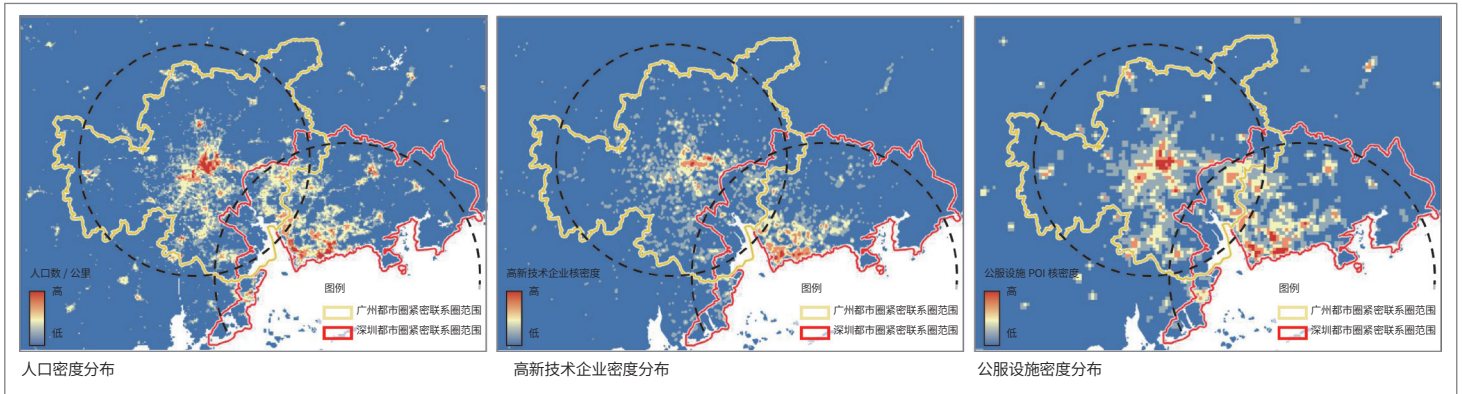 人口数 / 公里
高
低
图例
广州都市圈紧密联系圈范围
深圳都市圈紧密联系圈范围
人口密度分布
高新技术企业核密度
高
低
图例
广州都市圈紧密联系圈范围
深圳都市圈紧密联系圈范围
高新技术企业密度分布
公服设施 POI 核密度
高
低
图例
广州都市圈紧密联系圈范围
深圳都市圈紧密联系圈范围
公服设施密度分布